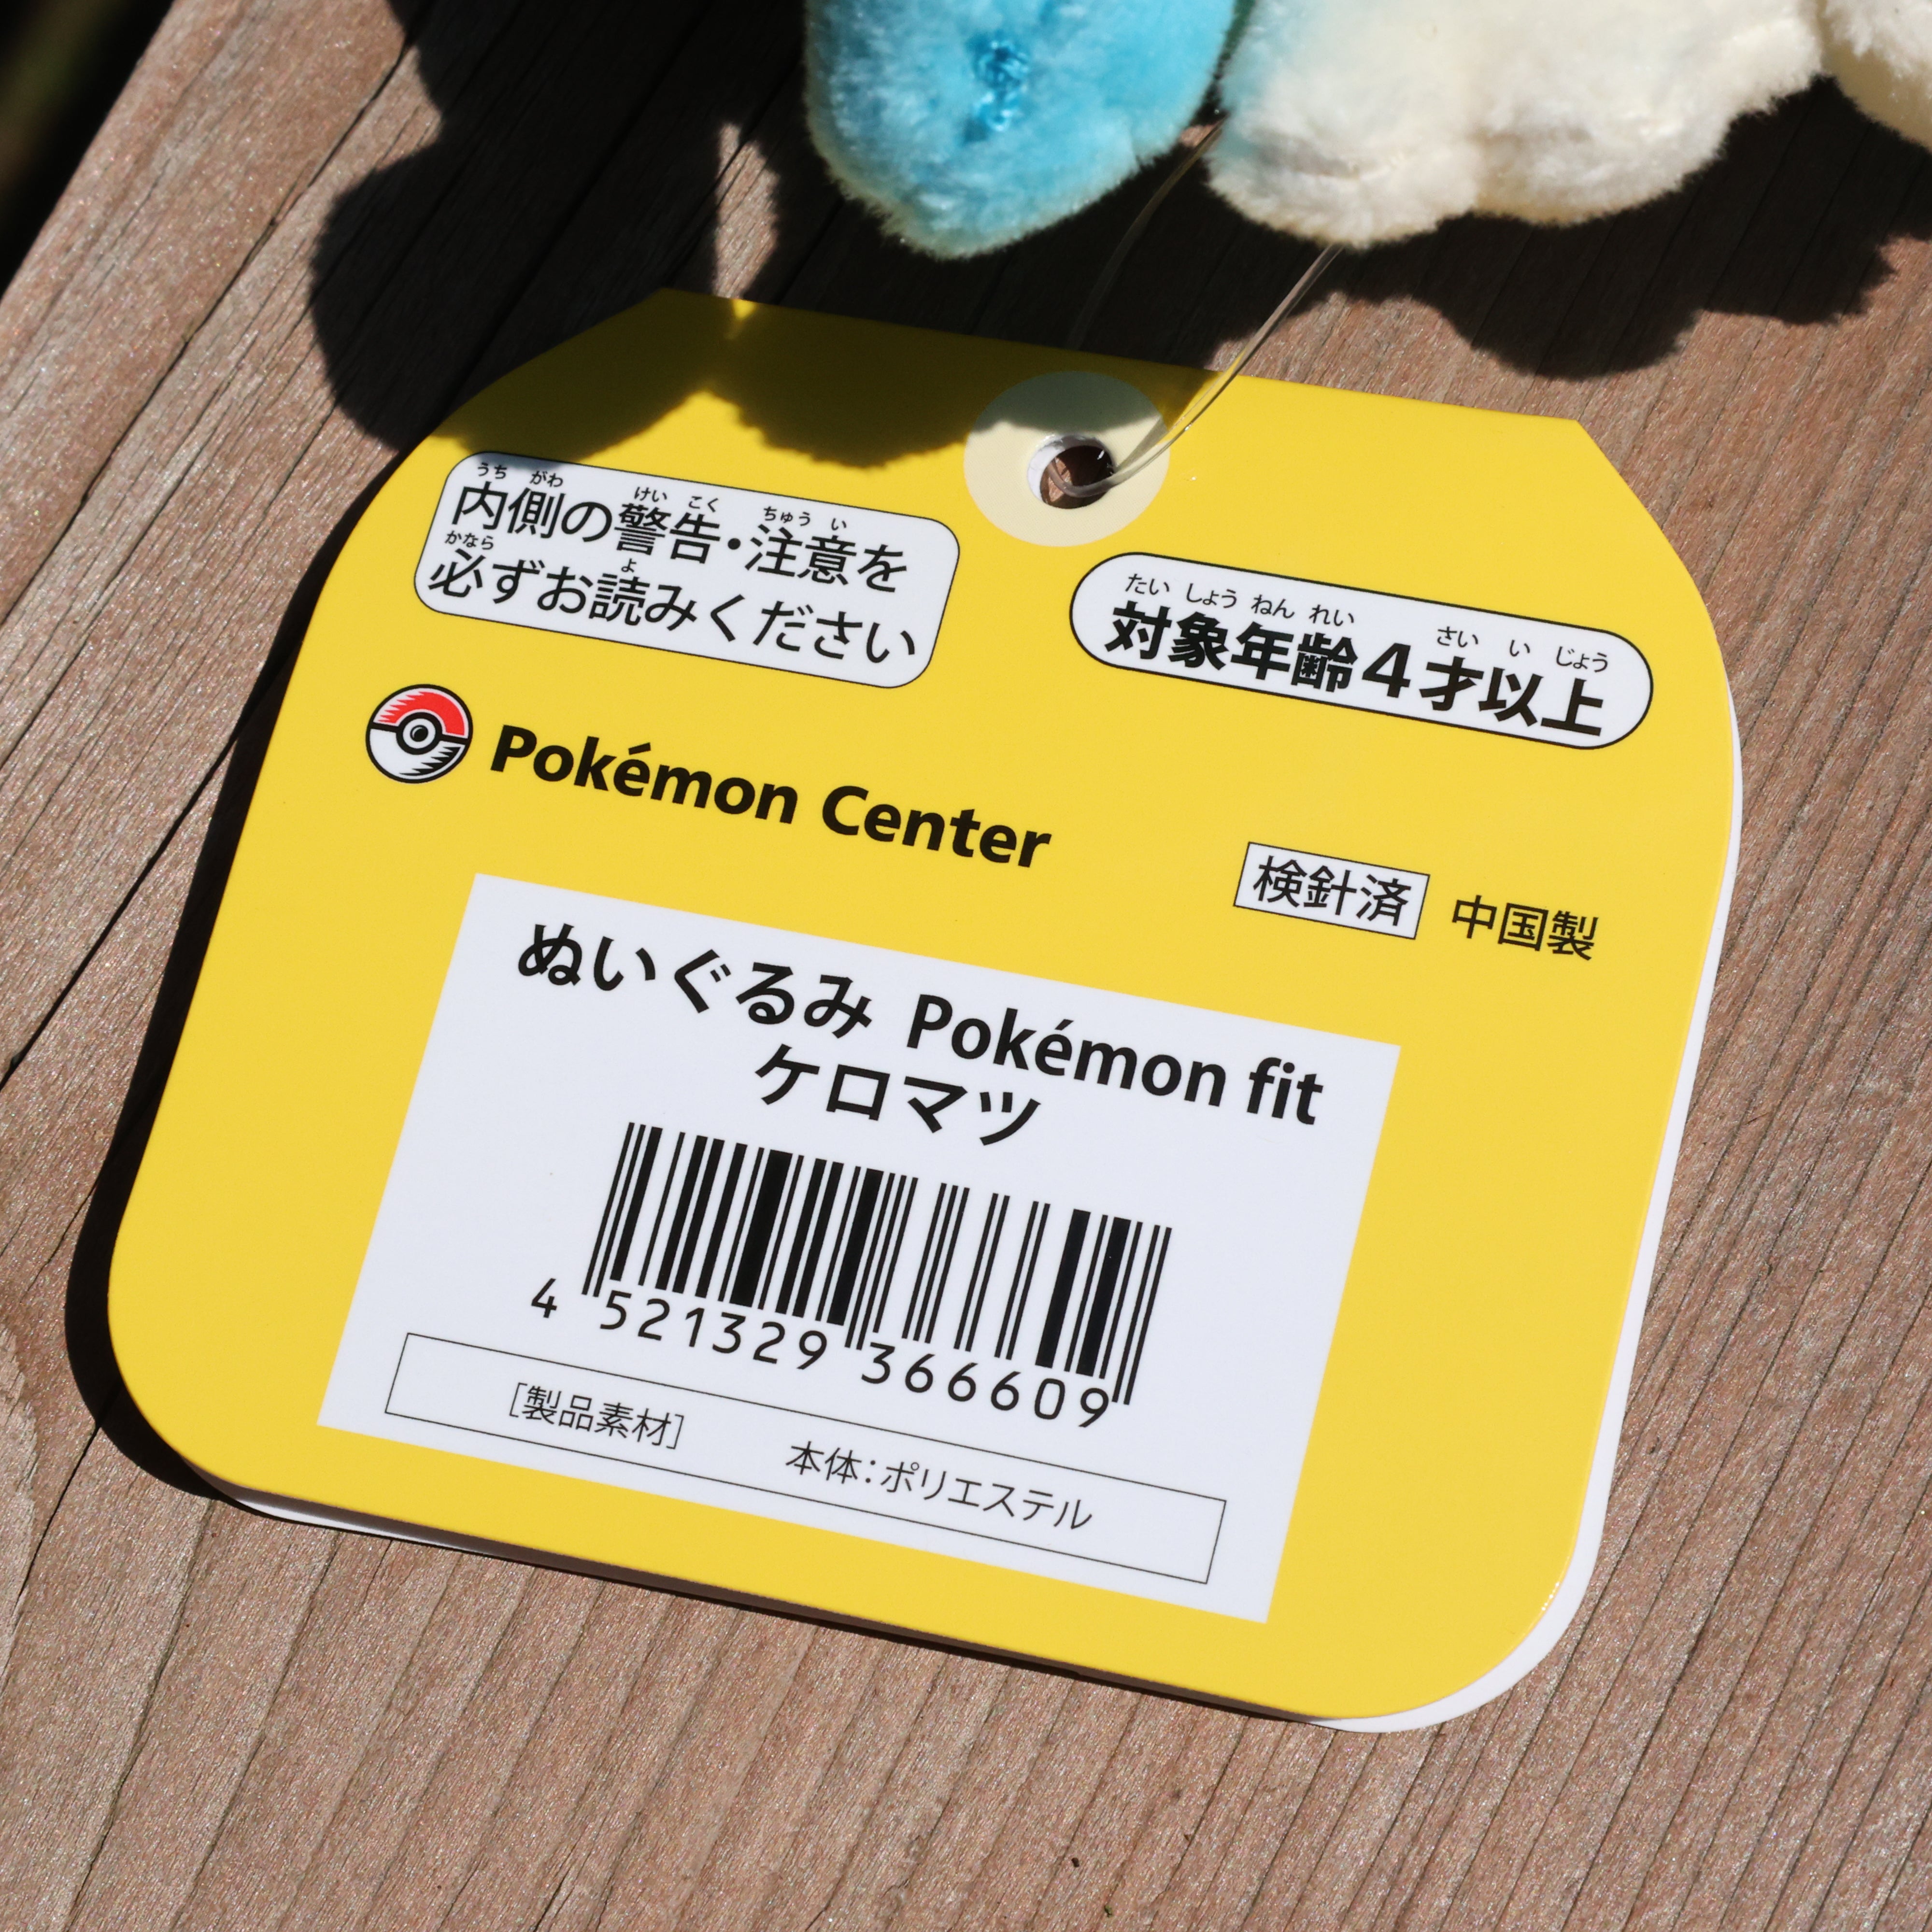 内側の警告・注意を
必ずお読みください
対象年齢4才以上
Pokémon Center
検針済 中国製
ぬいぐるみ Pokémon fit
ケロマツ
4 521329 366609
[製品素材] 本体：ポリエステル